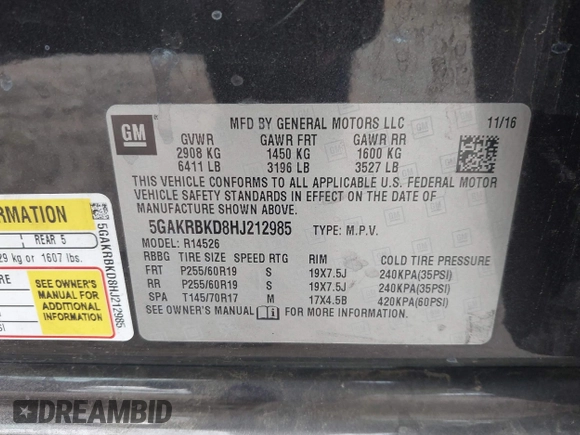 GM
MFD BY GENERAL MOTORS LLC 11/16
GVWR GAWR FRT GAWR RR
2908 KG 1450 KG 1600 KG
6411 LB 3196 LB 3527 LB
THIS VEHICLE CONFORMS TO ALL APPLICABLE U.S. FEDERAL MOTOR
VEHICLE SAFETY STANDARDS IN EFFECT ON THE DATE OF
MANUFACTURE SHOWN ABOVE.
5GAKRBKD8HJ212985 TYPE: M.P.V.
MODEL: R14526
RBBG TIRE SIZE SPEED RTG RIM COLD TIRE PRESSURE
FRT P255/60R19 S 19X7.5J 240KPA(35PSI)
RR P255/60R19 S 19X7.5J 240KPA(35PSI)
SPA T145/70R17 M 17X4.5B 420KPA(60PSI)
SEE OWNER'S MANUAL FOR MORE INFORMATION
ORMATION
REAR 5
29 kg or 1607 lbs.
RE
SEE OWNER'S
MANUAL FOR
ADDITIONAL
INFORMATION
5GAKRBKD8HJ212985
DREAMBID